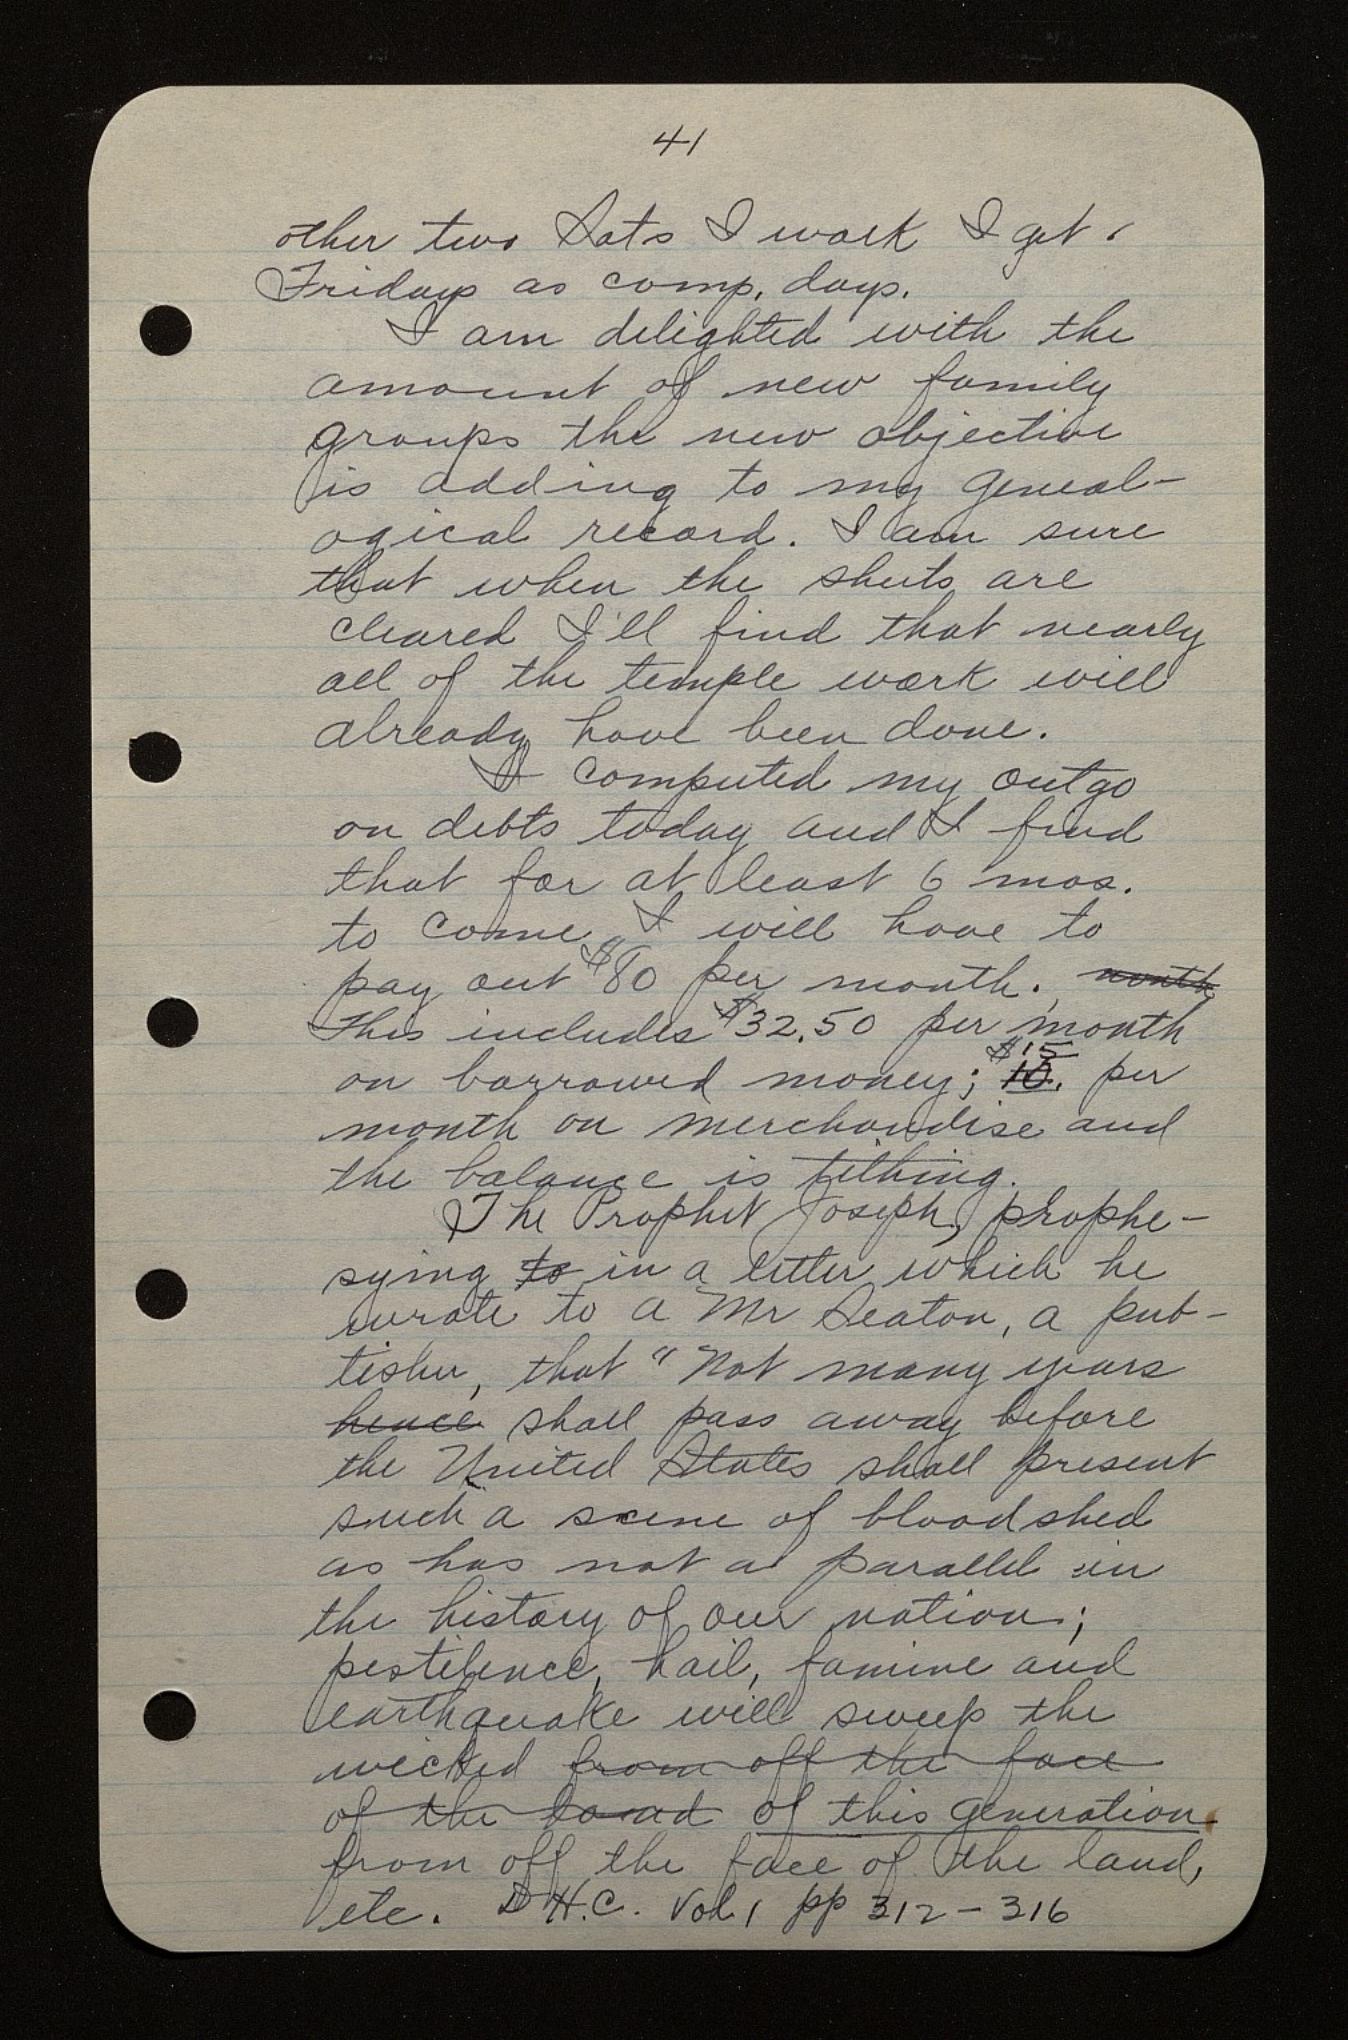 41
other two Sats I work I get
Fridays as comp. days.
I am delighted with the
amount of new family
groups the new objective
is adding to my geneal-
ogical record. I am sure
that when the sheets are
cleared I'll find that nearly
all of the temple work will
already have been done.
I computed my outgo
on debts today and I find
that for at least 6 mos.
to come I will have to
pay out $80 per month. month
This includes $32.50 per month
$15
on borrowed money; 10. per
month on merchandise and
the balance is tithing.
The Prophet Joseph, prophe-
sying to in a letter which he
wrote to a Mr Seaton, a pub-
lisher, that "Not many years
hence shall pass away before
the United States shall present
such a scene of bloodshed
as has not a parallel in
the history of our nation;
pestilence, hail, famine and
earthquake will sweep the
wicked from off the face
of the land of this generation
from off the face of the land,
etc. D.H.C. Vol 1 pp 312-316